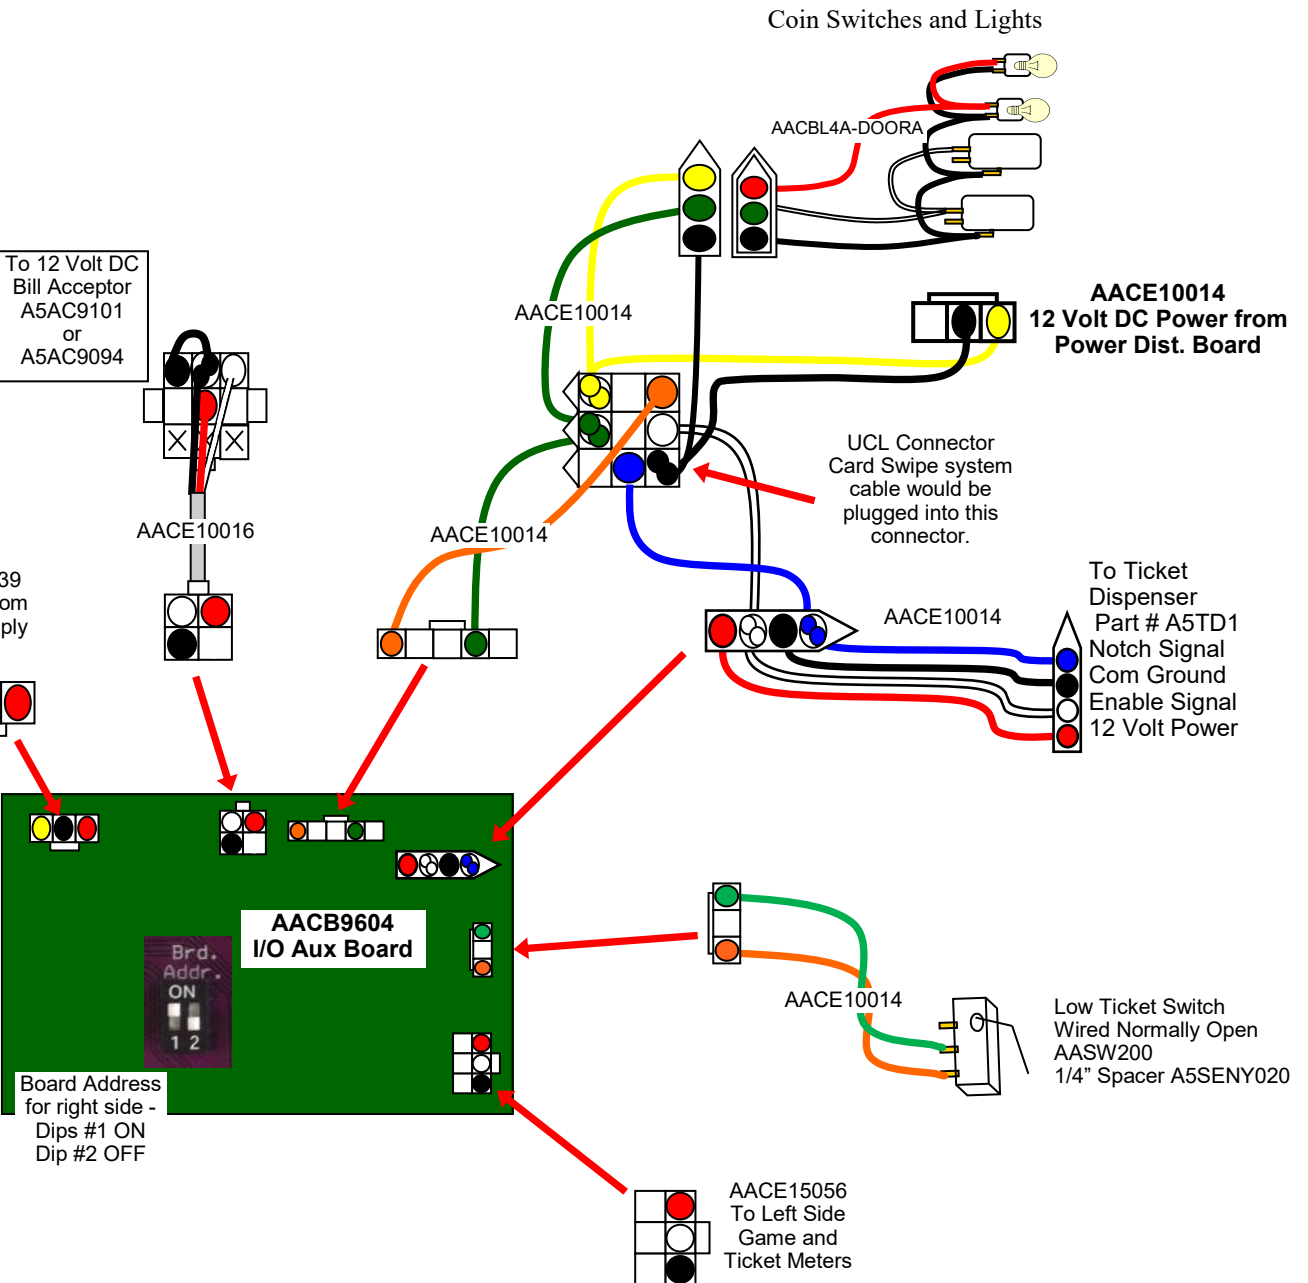 Coin Switches and Lights
AACBL4A-DOORA
To 12 Volt DC
Bill Acceptor
A5AC9101
or
A5AC9094
AACE10014
AACE10014
12 Volt DC Power from
Power Dist. Board
UCL Connector
Card Swipe system
cable would be
plugged into this
connector.
AACE10016
AACE10014
39
om
ply
To Ticket
Dispenser
Part # A5TD1
Notch Signal
Com Ground
Enable Signal
12 Volt Power
AACE10014
AACB9604
I/O Aux Board
Brd.
Addr.
ON
1 2
Board Address
for right side -
Dips #1 ON
Dip #2 OFF
AACE10014
Low Ticket Switch
Wired Normally Open
AASW200
1/4” Spacer A5SENY020
AACE15056
To Left Side
Game and
Ticket Meters